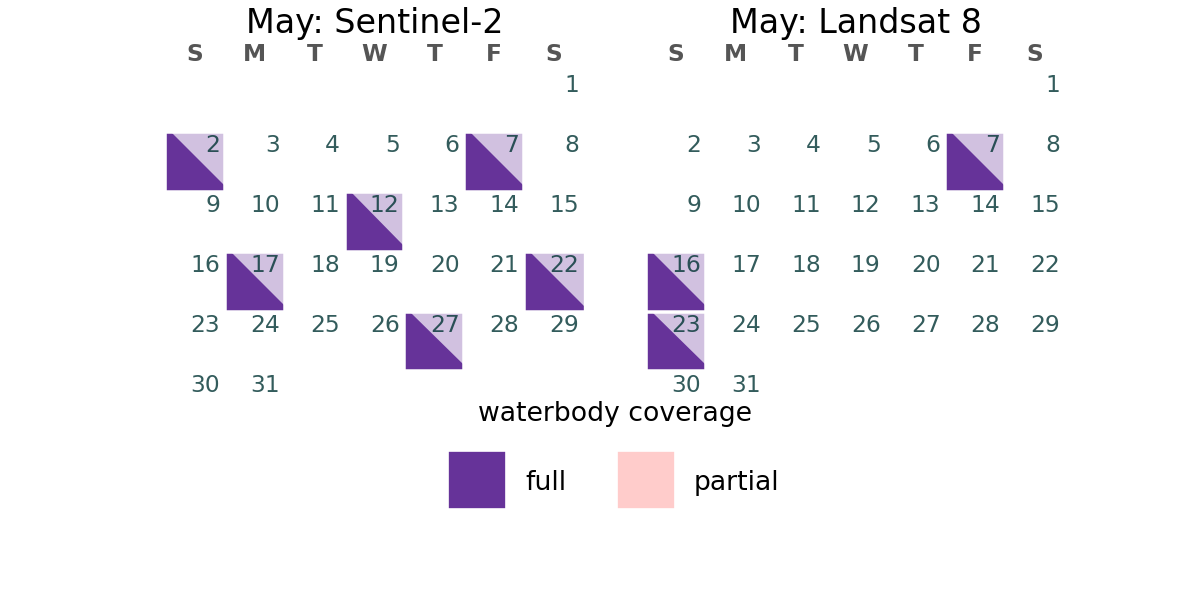 May: Sentinel-2
S M T W T F S
1
2 3 4 5 6 7 8
9 10 11 12 13 14 15
16 17 18 19 20 21 22
23 24 25 26 27 28 29
30 31
May: Landsat 8
S M T W T F S
1
2 3 4 5 6 7 8
9 10 11 12 13 14 15
16 17 18 19 20 21 22
23 24 25 26 27 28 29
30 31
waterbody coverage
full partial